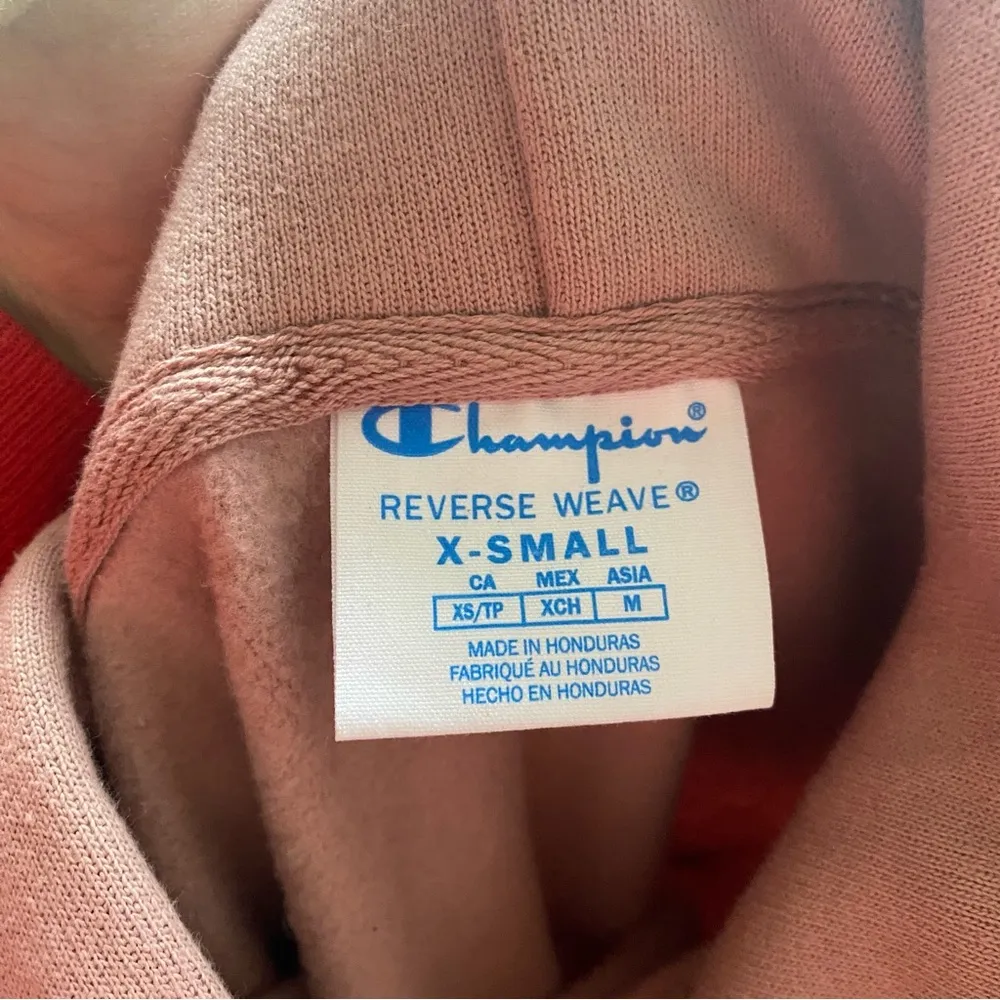 Champion®
REVERSE WEAVE®
X-SMALL
CA MEX ASIA
XS/TP XCH M
MADE IN HONDURAS
FABRIQUÉ AU HONDURAS
HECHO EN HONDURAS